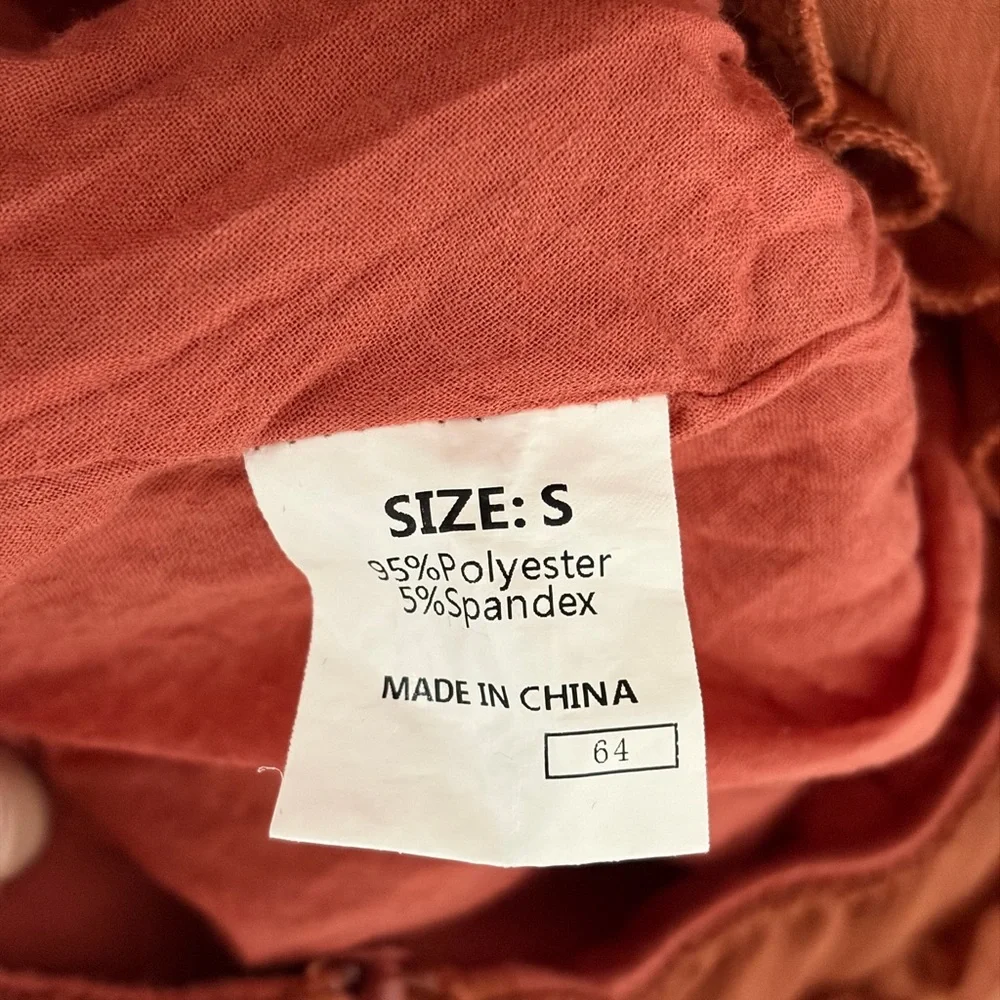 SIZE: S
95%Polyester
5%Spandex
MADE IN CHINA
64